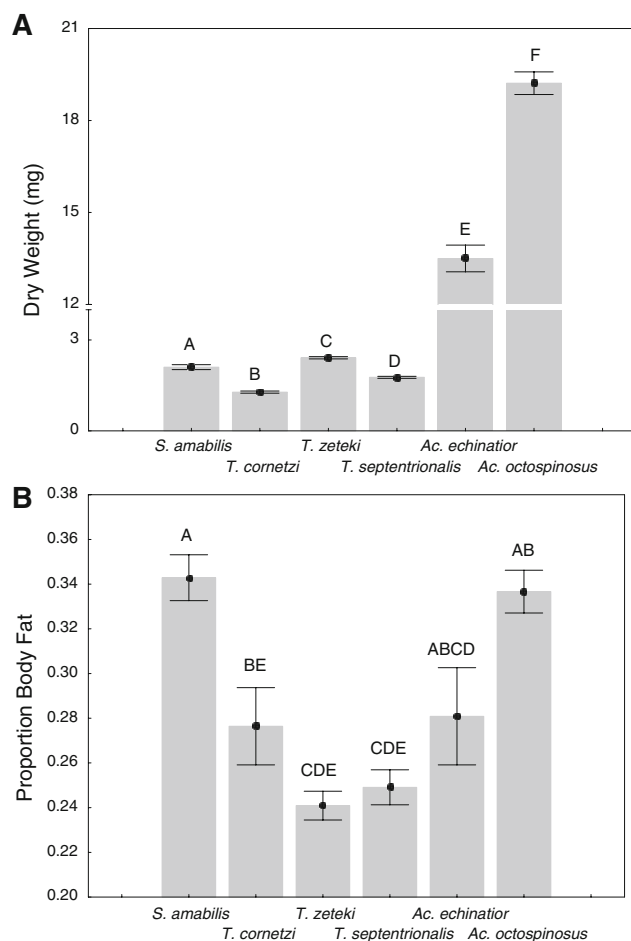 A
21
18
15
12
3
0
Dry Weight (mg)
A
B
C
D
E
F
S. amabilis
T. zeteki
Ac. echinatior
T. cornetzi
T. septentrionalis
Ac. octospinosus
B
0.38
0.36
0.34
0.32
0.30
0.28
0.26
0.24
0.22
0.20
Proportion Body Fat
A
BE
CDE
CDE
ABCD
AB
S. amabilis
T. zeteki
Ac. echinatior
T. cornetzi
T. septentrionalis
Ac. octospinosus